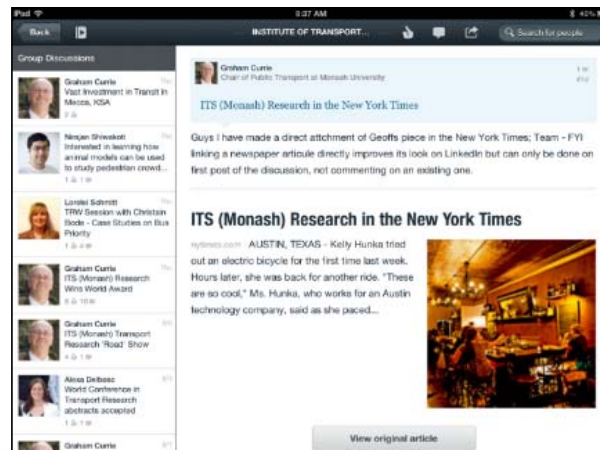 iPad
9:37 AM
42%
Back
INSTITUTE OF TRANSPORT...
Search for people
Group Discussions
Graham Currie
Vast Investment in Transit in
Mecca, KSA
Nirajan Shiwakoti
Interested in learning how
animal models can be used
to study pedestrian crowd...
Lorelei Schmitt
TRW Session with Christain
Bode - Case Studies on Bus
Priority
Graham Currie
ITS (Monash) Research
Wins World Award
Graham Currie
ITS (Monash) Transport
Research 'Road' Show
Alexa Delbosc
World Conference in
Transport Research
abstracts accepted
Graham Currie
Graham Currie
Chair of Public Transport at Monash University
ITS (Monash) Research in the New York Times
Guys I have made a direct attchment of Geoffs piece in the New York Times; Team - FYI
linking a newspaper articule directly improves its look on LinkedIn but can only be done on
first post of the discussion, not commenting on an existing one.
ITS (Monash) Research in the New York Times
nytimes.com AUSTIN, TEXAS - Kelly Hunka tried
out an electric bicycle for the first time last week.
Hours later, she was back for another ride. "These
are so cool," Ms. Hunka, who works for an Austin
technology company, said as she paced...
View original article